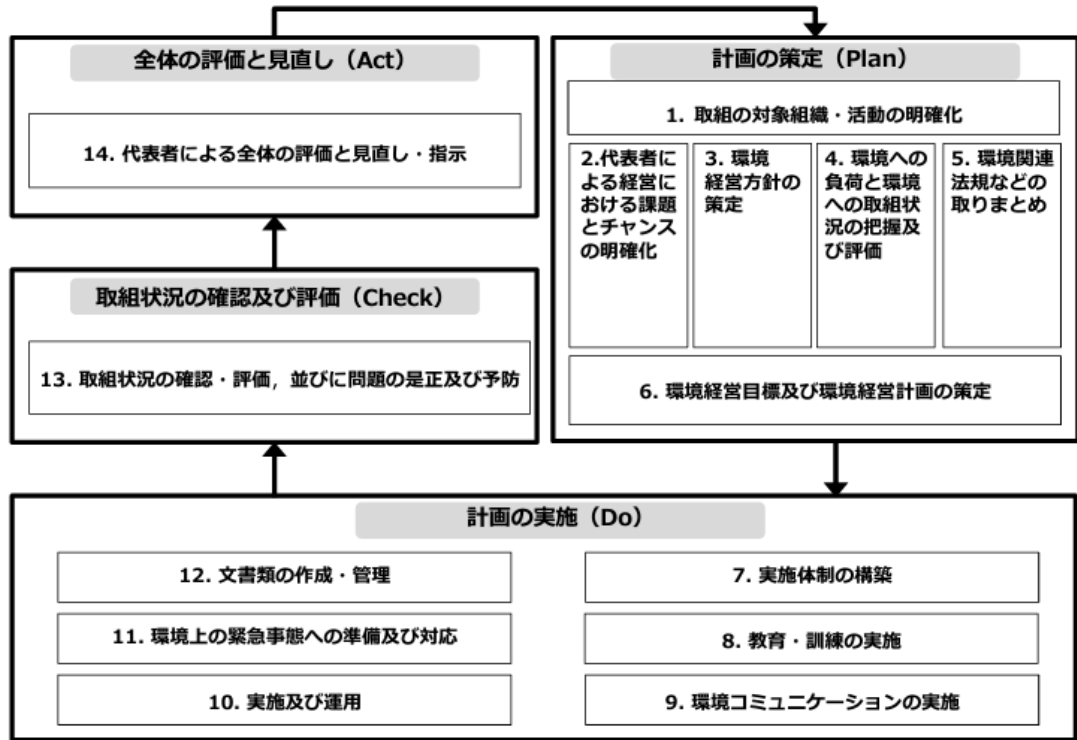 全体の評価と見直し（Act）
14. 代表者による全体の評価と見直し・指示
計画の策定（Plan）
1. 取組の対象組織・活動の明確化
2.代表者に
よる経営に
おける課題
とチャンス
の明確化
3. 環境
経営方針の
策定
4. 環境への
負荷と環境
への取組状
況の把握及
び評価
5. 環境関連
法規などの
取りまとめ
6. 環境経営目標及び環境経営計画の策定
取組状況の確認及び評価（Check）
13. 取組状況の確認・評価，並びに問題の是正及び予防
計画の実施（Do）
12. 文書類の作成・管理
7. 実施体制の構築
11. 環境上の緊急事態への準備及び対応
8. 教育・訓練の実施
10. 実施及び運用
9. 環境コミュニケーションの実施